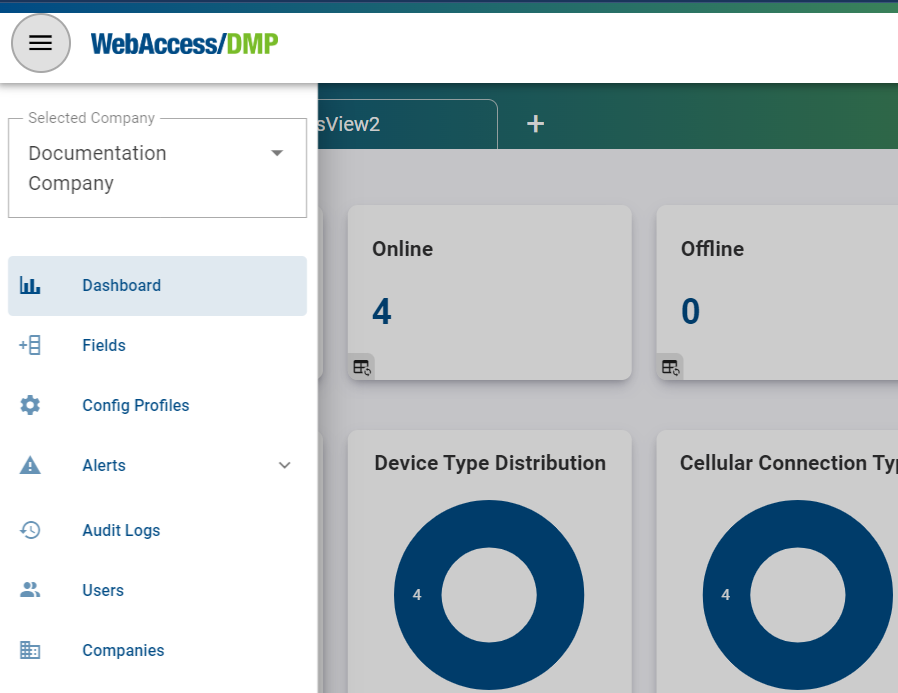 WebAccess/DMP
Selected Company
Documentation
Company
Dashboard
Fields
Config Profiles
Alerts
Audit Logs
Users
Companies
sView2
+
Online
4
Offline
0
Device Type Distribution
4
Cellular Connection Typ
4